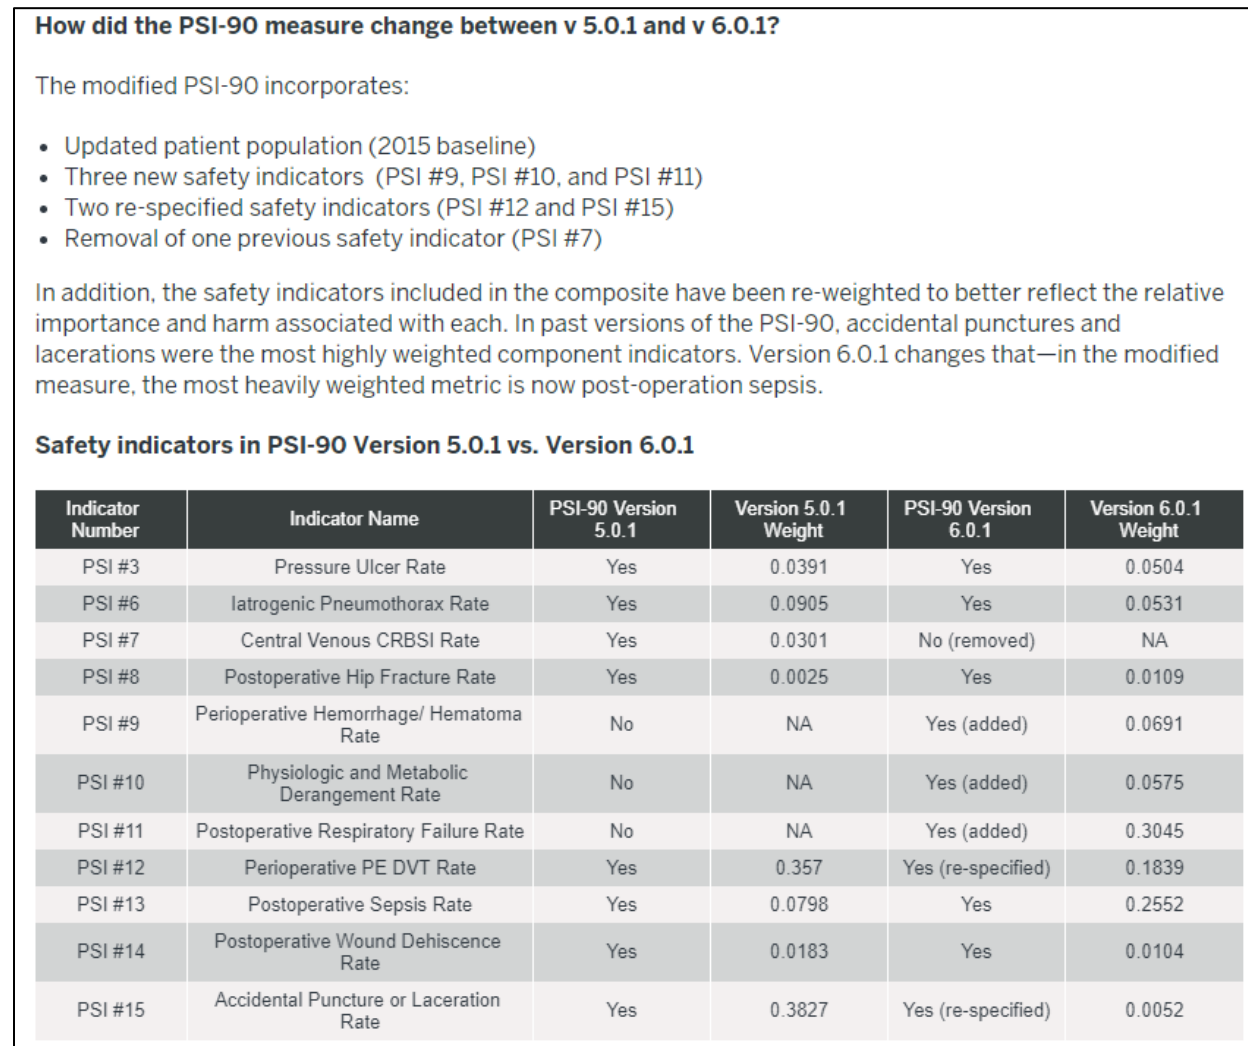 How did the PSI-90 measure change between v 5.0.1 and v 6.0.1?
The modified PSI-90 incorporates:
• Updated patient population (2015 baseline)
• Three new safety indicators (PSI #9, PSI #10, and PSI #11)
• Two re-specified safety indicators (PSI #12 and PSI #15)
• Removal of one previous safety indicator (PSI #7)
In addition, the safety indicators included in the composite have been re-weighted to better reflect the relative
importance and harm associated with each. In past versions of the PSI-90, accidental punctures and
lacerations were the most highly weighted component indicators. Version 6.0.1 changes that—in the modified
measure, the most heavily weighted metric is now post-operation sepsis.
Safety indicators in PSI-90 Version 5.0.1 vs. Version 6.0.1
Indicator Number Indicator Name PSI-90 Version 5.0.1 Version 5.0.1 Weight PSI-90 Version 6.0.1 Version 6.0.1 Weight
PSI #3 Pressure Ulcer Rate Yes 0.0391 Yes 0.0504
PSI #6 Iatrogenic Pneumothorax Rate Yes 0.0905 Yes 0.0531
PSI #7 Central Venous CRBSI Rate Yes 0.0301 No (removed) NA
PSI #8 Postoperative Hip Fracture Rate Yes 0.0025 Yes 0.0109
PSI #9 Perioperative Hemorrhage/ Hematoma Rate No NA Yes (added) 0.0691
PSI #10 Physiologic and Metabolic Derangement Rate No NA Yes (added) 0.0575
PSI #11 Postoperative Respiratory Failure Rate No NA Yes (added) 0.3045
PSI #12 Perioperative PE DVT Rate Yes 0.357 Yes (re-specified) 0.1839
PSI #13 Postoperative Sepsis Rate Yes 0.0798 Yes 0.2552
PSI #14 Postoperative Wound Dehiscence Rate Yes 0.0183 Yes 0.0104
PSI #15 Accidental Puncture or Laceration Rate Yes 0.3827 Yes (re-specified) 0.0052